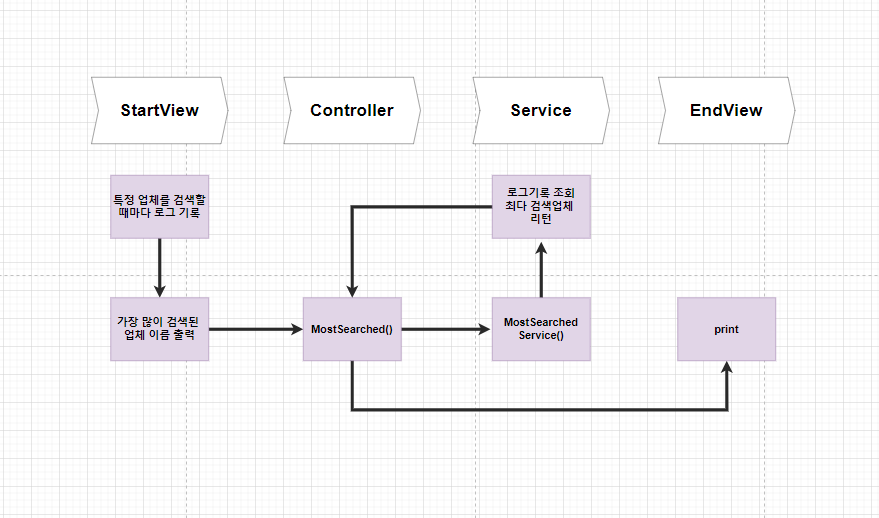 StartView
Controller
Service
EndView
특정 업체를 검색할
때마다 로그 기록
로그기록 조회
최다 검색업체
리턴
가장 많이 검색된
업체 이름 출력
MostSearched()
MostSearched
Service()
print